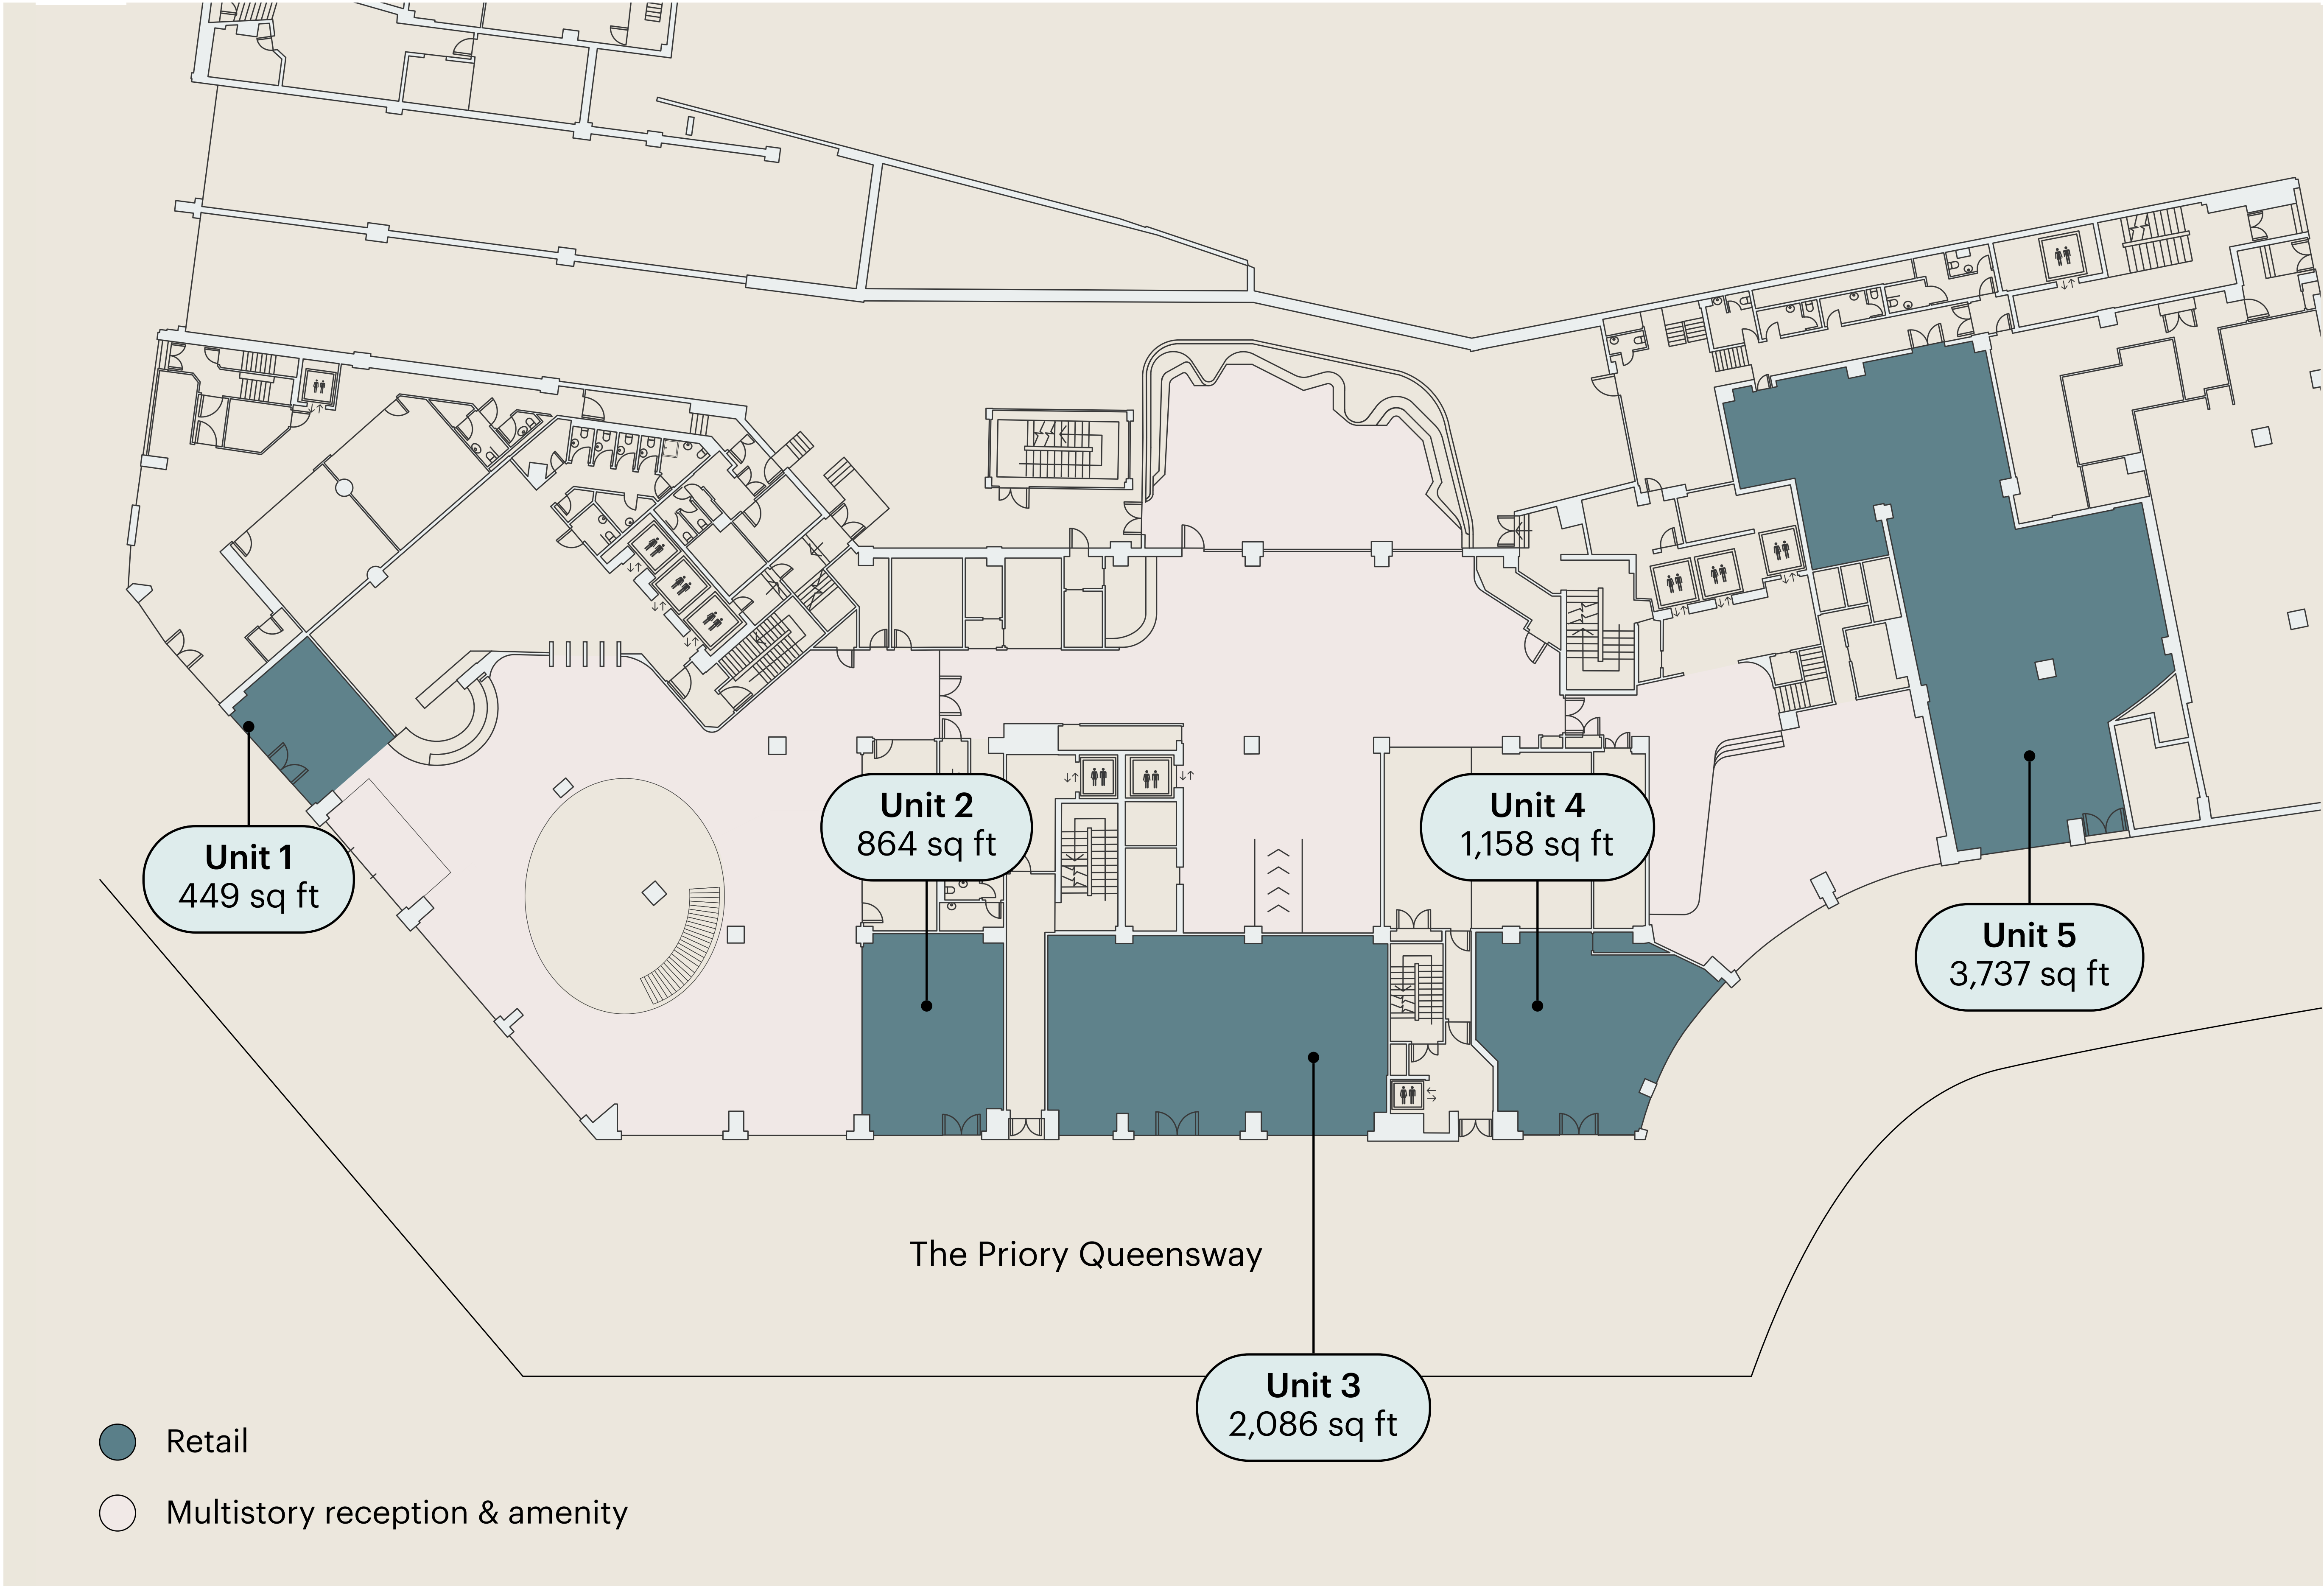 Unit 1
449 sq ft
Unit 2
864 sq ft
Unit 4
1,158 sq ft
Unit 5
3,737 sq ft
The Priory Queensway
Unit 3
2,086 sq ft
Retail
Multistory reception & amenity